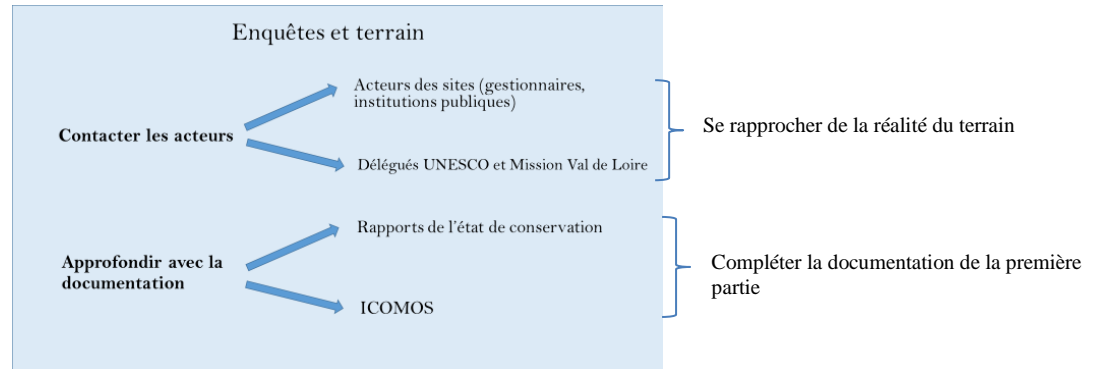 Enquêtes et terrain
Acteurs des sites (gestionnaires,
institutions publiques)
Contacter les acteurs
Se rapprocher de la réalité du terrain
Délégués UNESCO et Mission Val de Loire
Rapports de l'état de conservation
Approfondir avec la
documentation
Compléter la documentation de la première
partie
ICOMOS